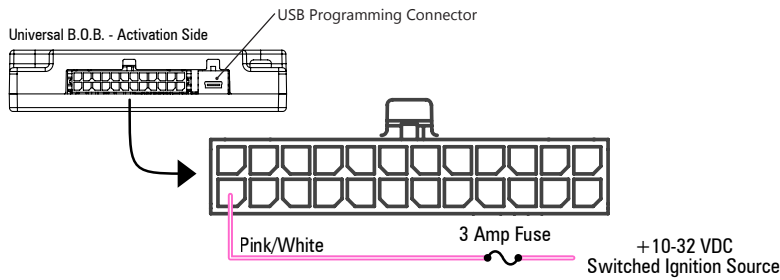 USB Programming Connector
Universal B.O.B. - Activation Side
Pink/White
3 Amp Fuse
+10-32 VDC
Switched Ignition Source